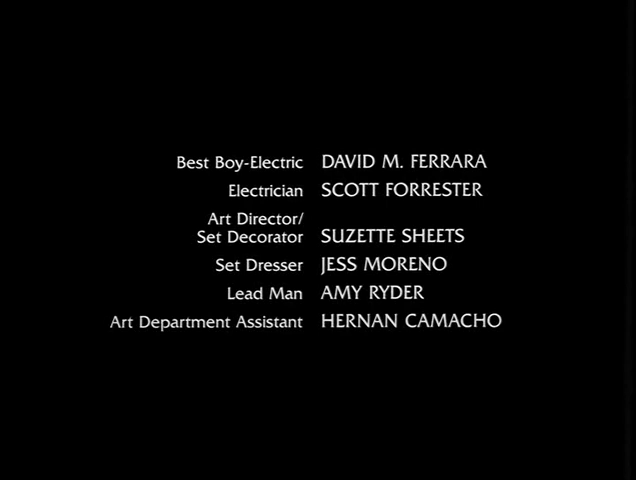 Best Boy-Electric DAVID M. FERRARA
Electrician SCOTT FORRESTER
Art Director/
Set Decorator SUZETTE SHEETS
Set Dresser JESS MORENO
Lead Man AMY RYDER
Art Department Assistant HERNAN CAMACHO